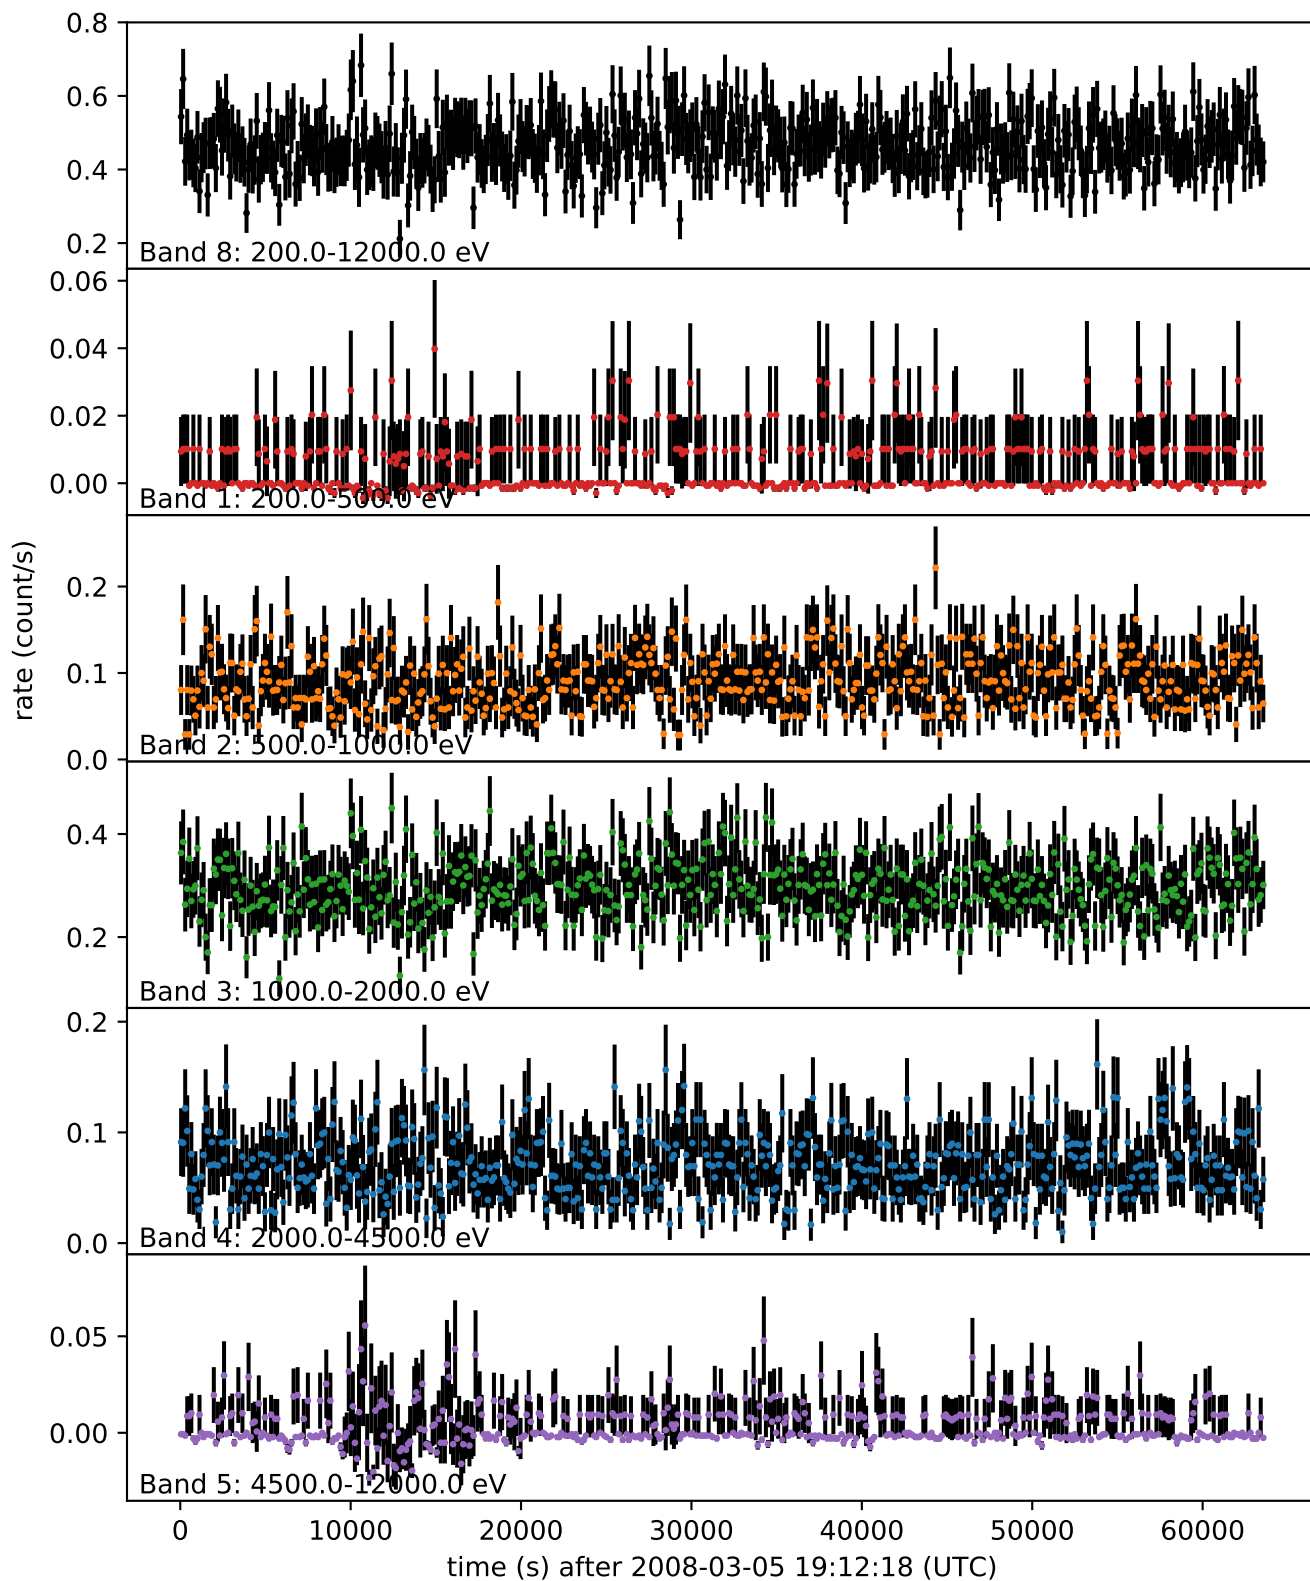 0.8
0.6
0.4
0.2
Band 8: 200.0-12000.0 eV
0.06
0.04
0.02
0.00
Band 1: 200.0-500.0 eV
0.2
0.1
0.0
Band 2: 500.0-1000.0 eV
rate (count/s)
0.4
0.2
Band 3: 1000.0-2000.0 eV
0.2
0.1
0.0
Band 4: 2000.0-4500.0 eV
0.05
0.00
Band 5: 4500.0-12000.0 eV
0 10000 20000 30000 40000 50000 60000
time (s) after 2008-03-05 19:12:18 (UTC)